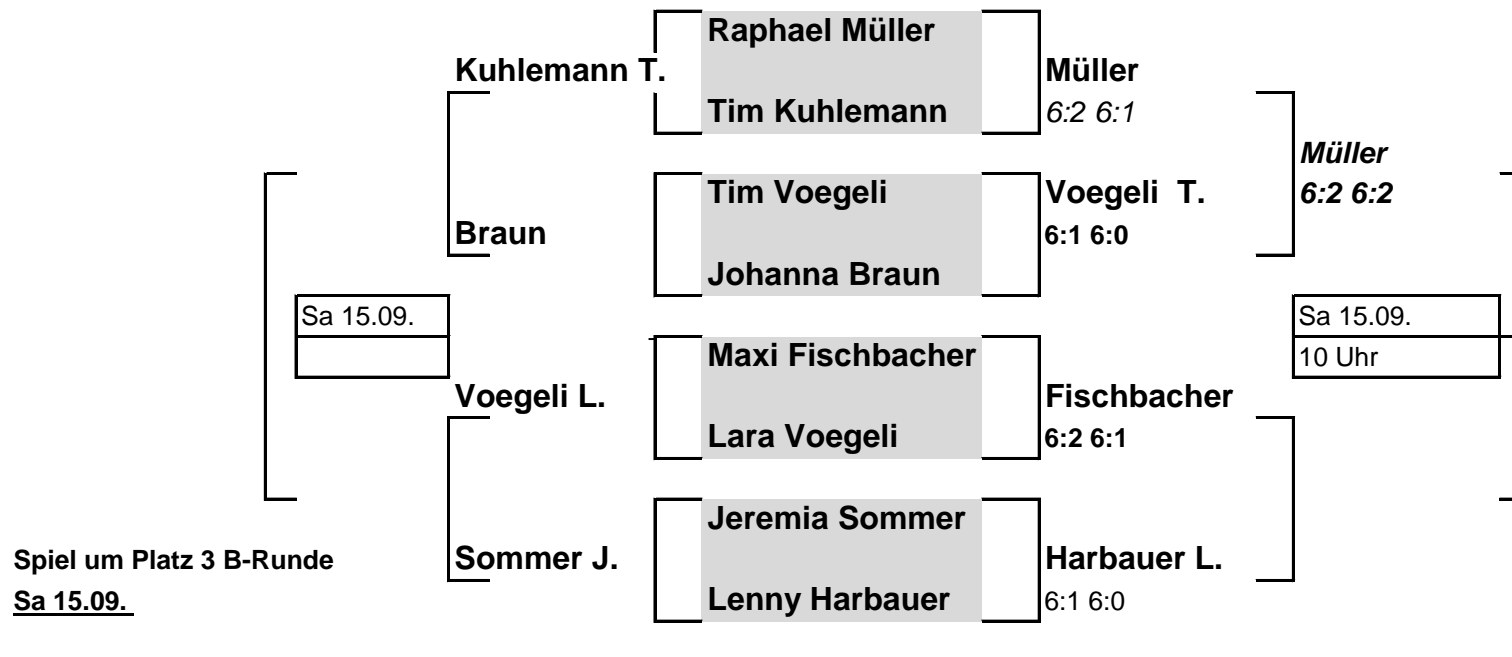 Raphael Müller
Kuhlemann T.
Müller
Tim Kuhlemann
6:2 6:1
Müller
Tim Voegeli
Voegeli  T.
6:2 6:2
Braun
6:1 6:0
Johanna Braun
Sa 15.09.
Sa 15.09.
Maxi Fischbacher
10 Uhr
Voegeli L.
Fischbacher
Lara Voegeli
6:2 6:1
Jeremia Sommer
Spiel um Platz 3 B-Runde
Sommer J.
Harbauer L.
Sa 15.09.
Lenny Harbauer
6:1 6:0